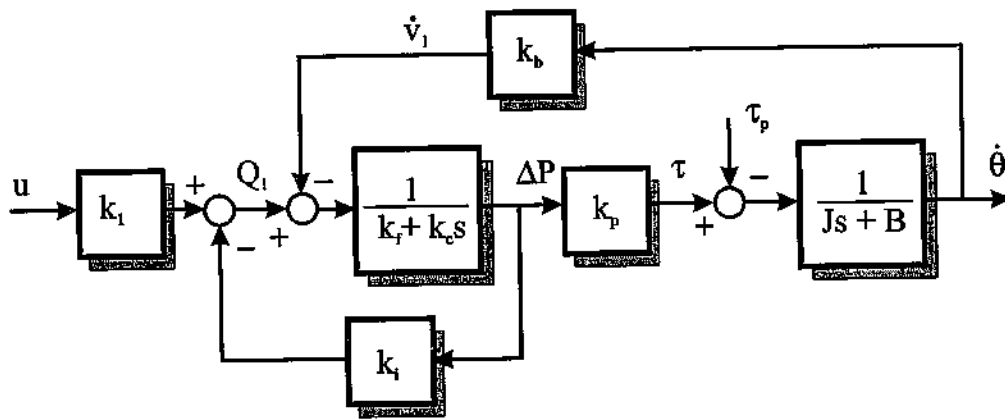 v̇₁
k_b
τ_p
u
k₁
+
Q₁
−
−
+
1
k_f + k_c s
ΔP
k_p
τ
+
−
1
Js + B
θ̇
k_i